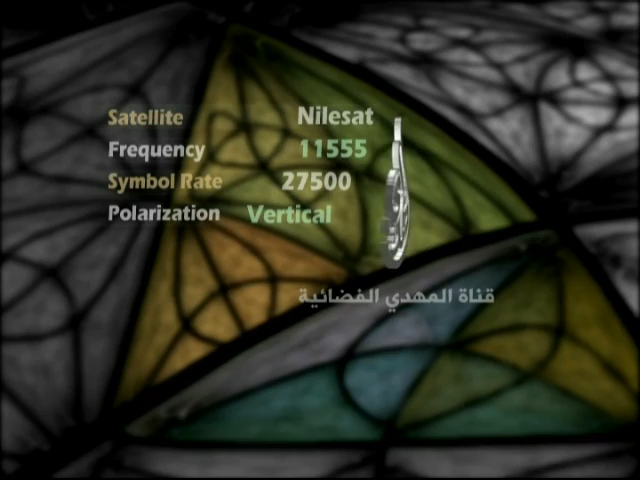 Satellite Nilesat
Frequency 11555
Symbol Rate 27500
Polarization Vertical
قناة المهدي الفضائية